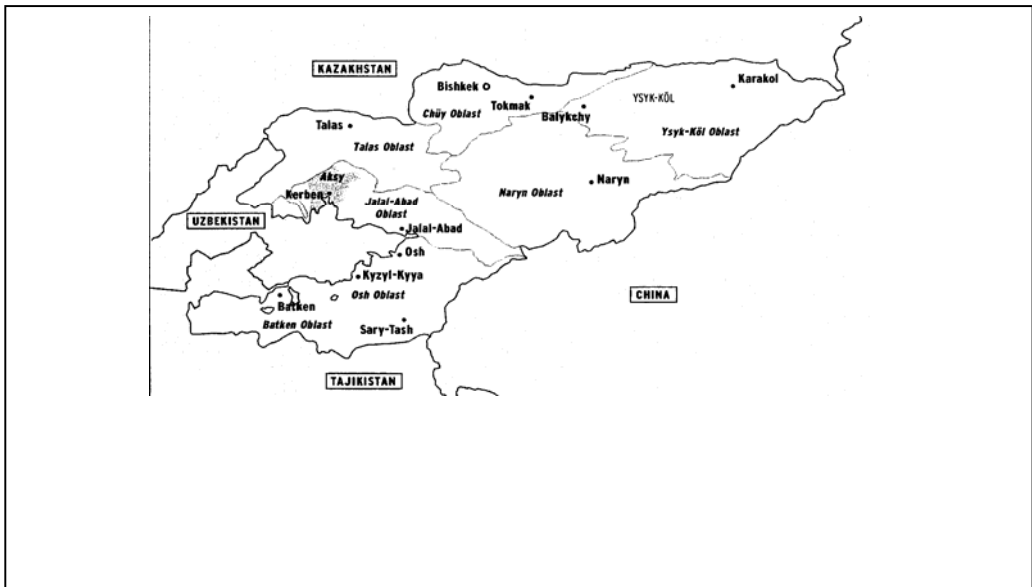 KAZAKHSTAN
Bishkek
Karakol
Tokmak
YSYK-KÖL
Chüy Oblast
Balykchy
Talas
Ysyk-Köl Oblast
Talas Oblast
Aksy
Naryn
Kerben
Naryn Oblast
Jalal-Abad
Oblast
UZBEKISTAN
Jalal-Abad
Osh
Kyzyl-Kyya
CHINA
Osh Oblast
Batken
Batken Oblast
Sary-Tash
TAJIKISTAN